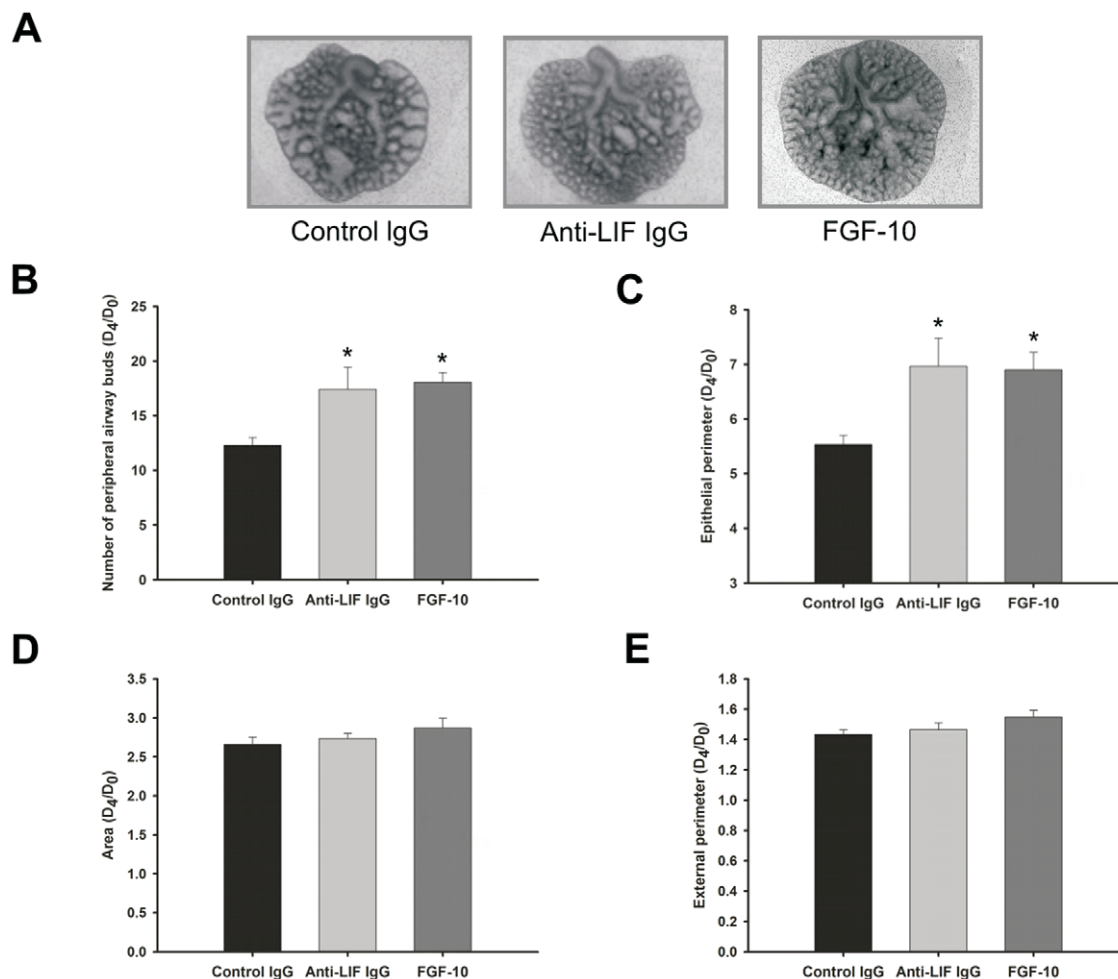 A
Control IgG
Anti-LIF IgG
FGF-10
B
Number of peripheral airway buds (D4/D0)
25
20
15
10
5
0
*
*
Control IgG
Anti-LIF IgG
FGF-10
C
Epithelial perimeter (D4/D0)
8
7
6
5
4
3
*
*
Control IgG
Anti-LIF IgG
FGF-10
D
Area (D4/D0)
3.5
3.0
2.5
2.0
1.5
1.0
0.5
0.0
Control IgG
Anti-LIF IgG
FGF-10
E
External perimeter (D4/D0)
1.8
1.6
1.4
1.2
1.0
0.8
0.6
0.4
0.2
0.0
Control IgG
Anti-LIF IgG
FGF-10